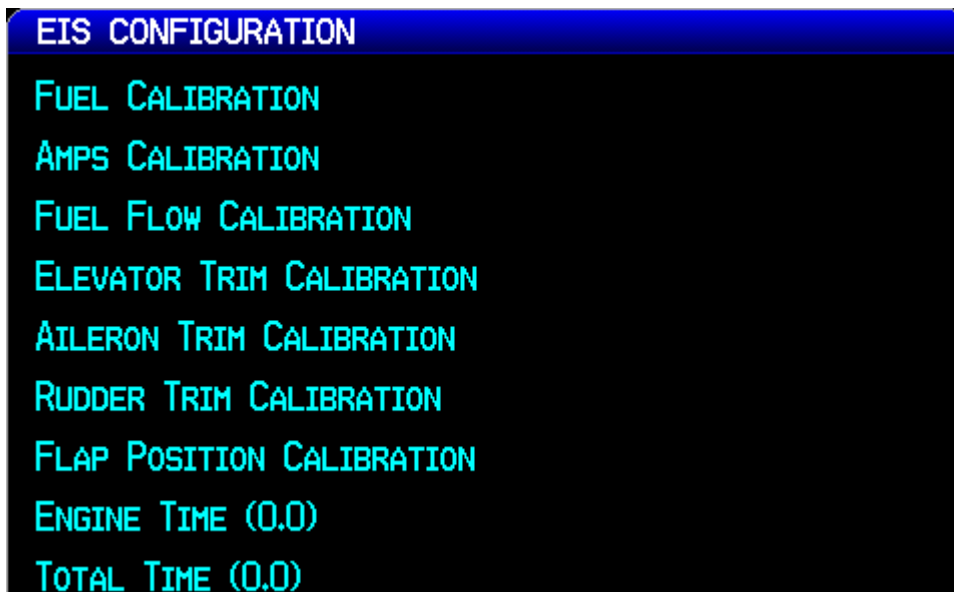 EIS CONFIGURATION
FUEL CALIBRATION
AMPS CALIBRATION
FUEL FLOW CALIBRATION
ELEVATOR TRIM CALIBRATION
AILERON TRIM CALIBRATION
RUDDER TRIM CALIBRATION
FLAP POSITION CALIBRATION
ENGINE TIME (0.0)
TOTAL TIME (0.0)